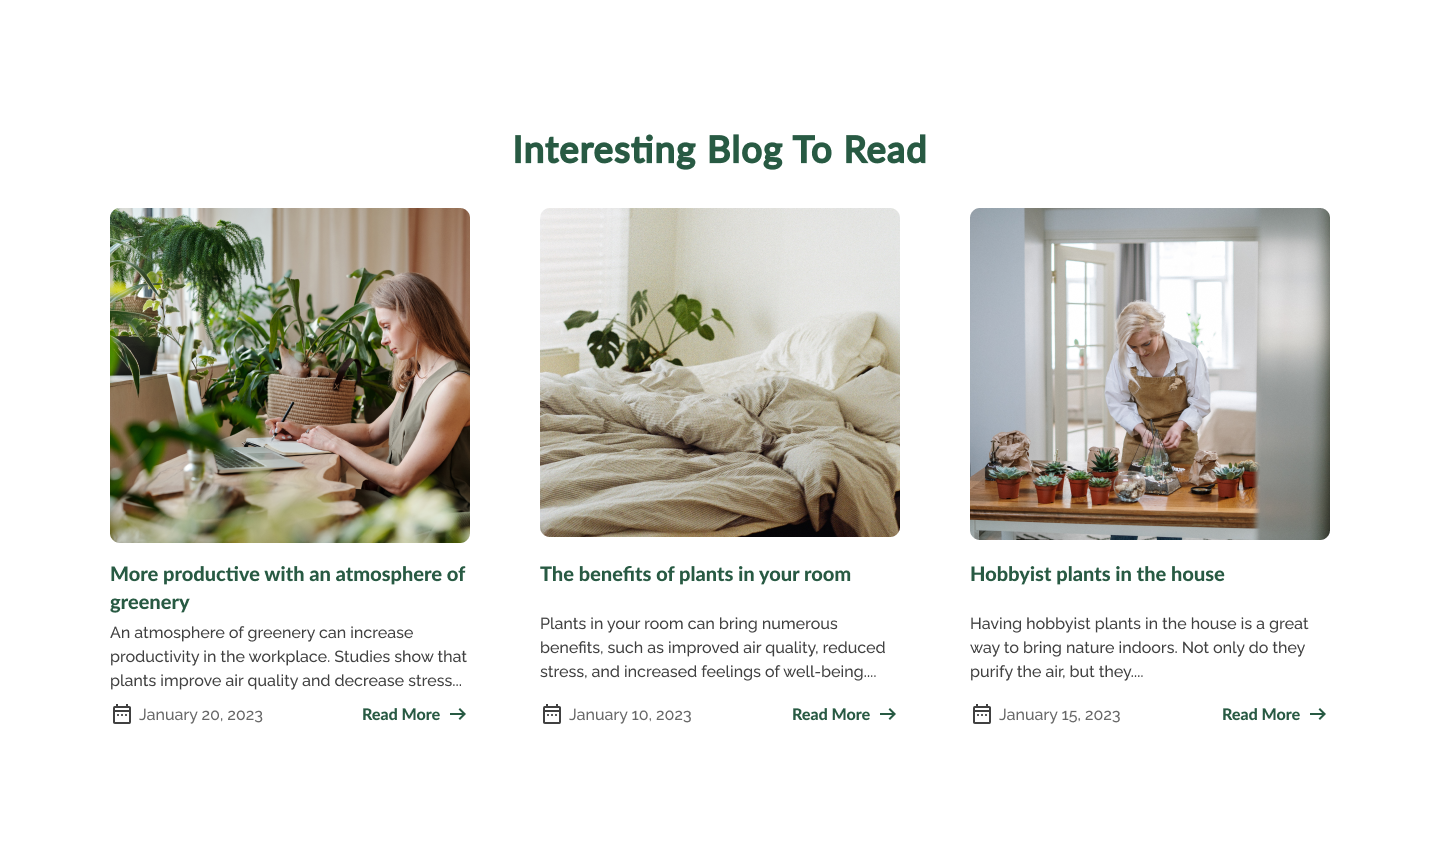 Interesting Blog To Read
More productive with an atmosphere of
greenery
An atmosphere of greenery can increase
productivity in the workplace. Studies show that
plants improve air quality and decrease stress...
January 20, 2023
Read More
The benefits of plants in your room
Plants in your room can bring numerous
benefits, such as improved air quality, reduced
stress, and increased feelings of well-being....
January 10, 2023
Read More
Hobbyist plants in the house
Having hobbyist plants in the house is a great
way to bring nature indoors. Not only do they
purify the air, but they....
January 15, 2023
Read More